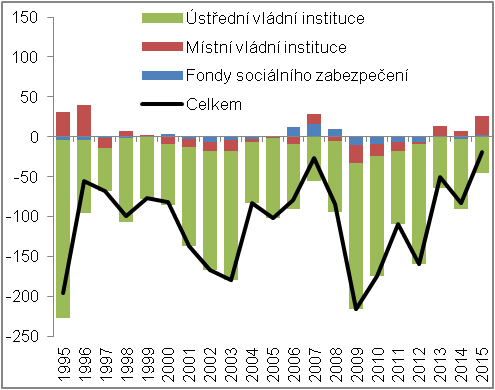 Ústřední vládní instituce
Místní vládní instituce
Fondy sociálního zabezpečení
Celkem
150
100
50
0
-50
-100
-150
-200
-250
1995 1996 1997 1998 1999 2000 2001 2002 2003 2004 2005 2006 2007 2008 2009 2010 2011 2012 2013 2014 2015